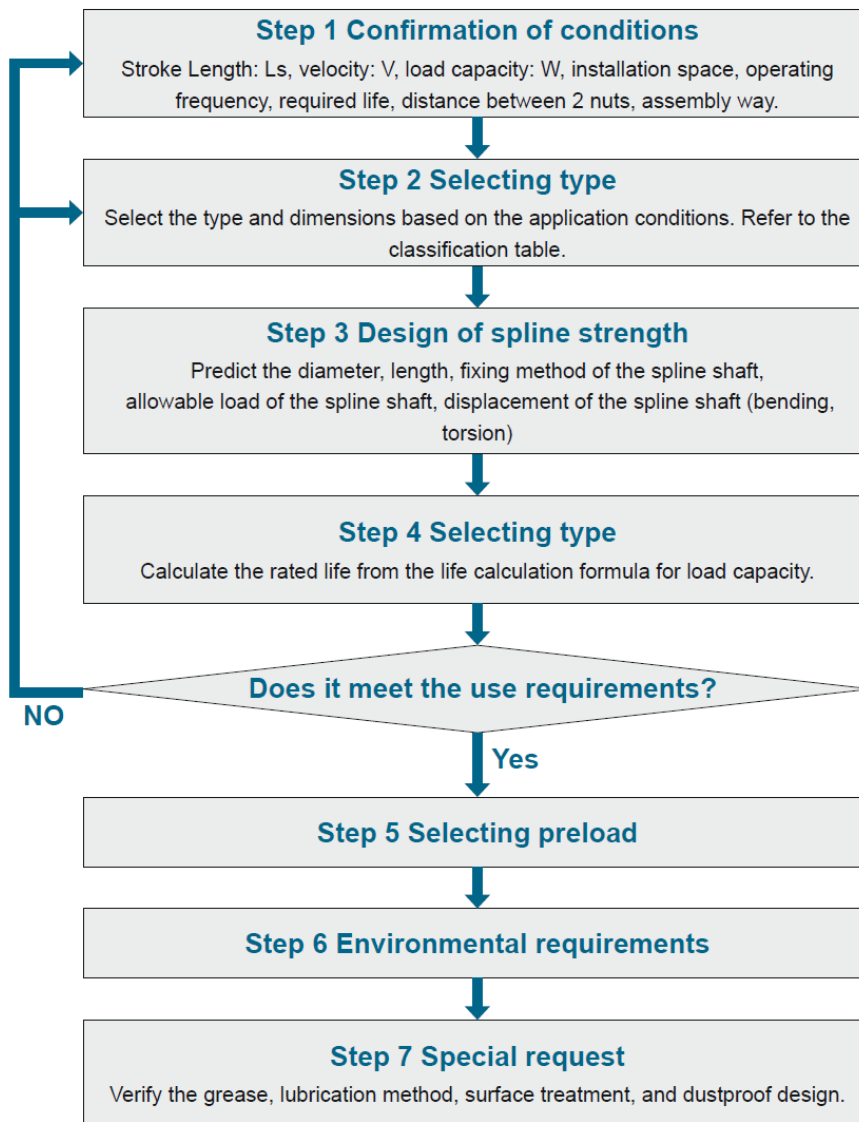 Step 1 Confirmation of conditions
Stroke Length: Ls, velocity: V, load capacity: W, installation space, operating
frequency, required life, distance between 2 nuts, assembly way.
Step 2 Selecting type
Select the type and dimensions based on the application conditions. Refer to the
classification table.
Step 3 Design of spline strength
Predict the diameter, length, fixing method of the spline shaft,
allowable load of the spline shaft, displacement of the spline shaft (bending,
torsion)
Step 4 Selecting type
Calculate the rated life from the life calculation formula for load capacity.
Does it meet the use requirements?
NO
Yes
Step 5 Selecting preload
Step 6 Environmental requirements
Step 7 Special request
Verify the grease, lubrication method, surface treatment, and dustproof design.